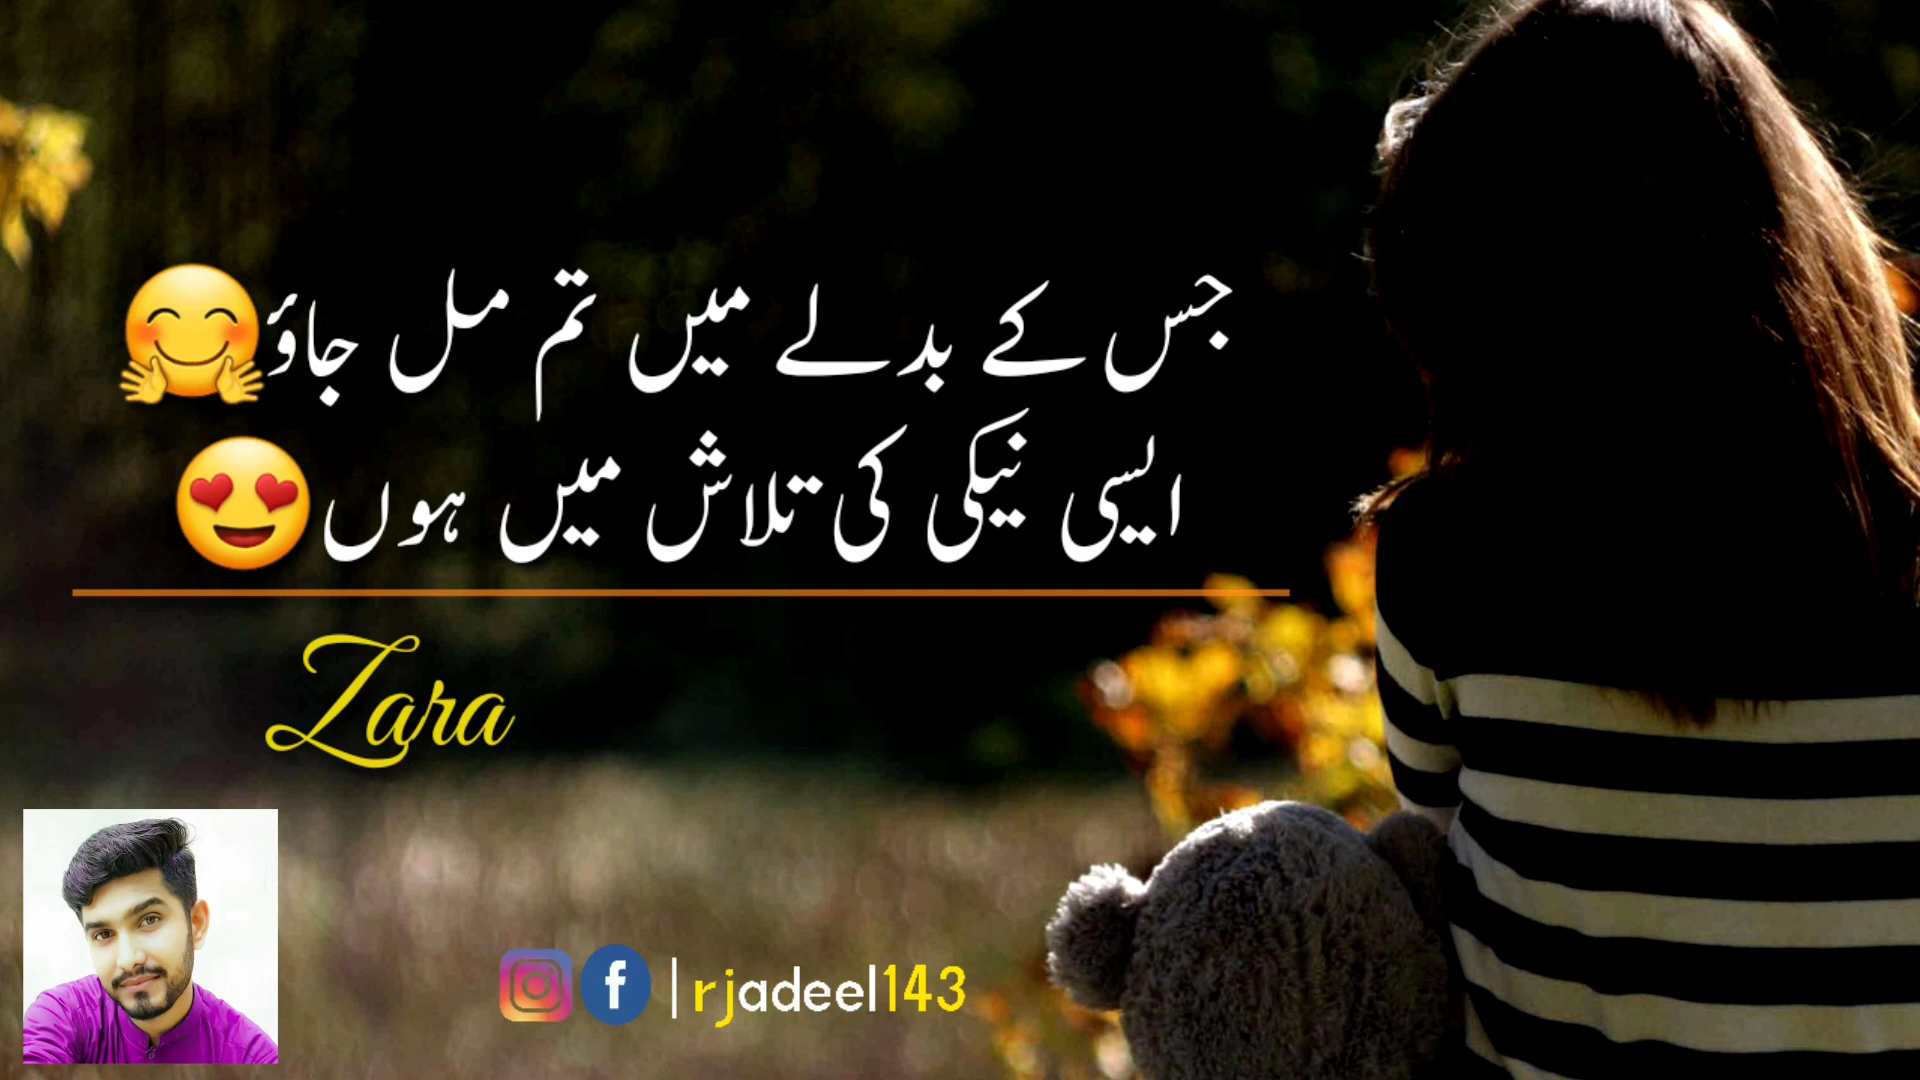 جس کے بدلے میں تم مل جاؤ🤗
ایسی نیکی کی تلاش میں ہوں😍
Zara
|rjadeel143